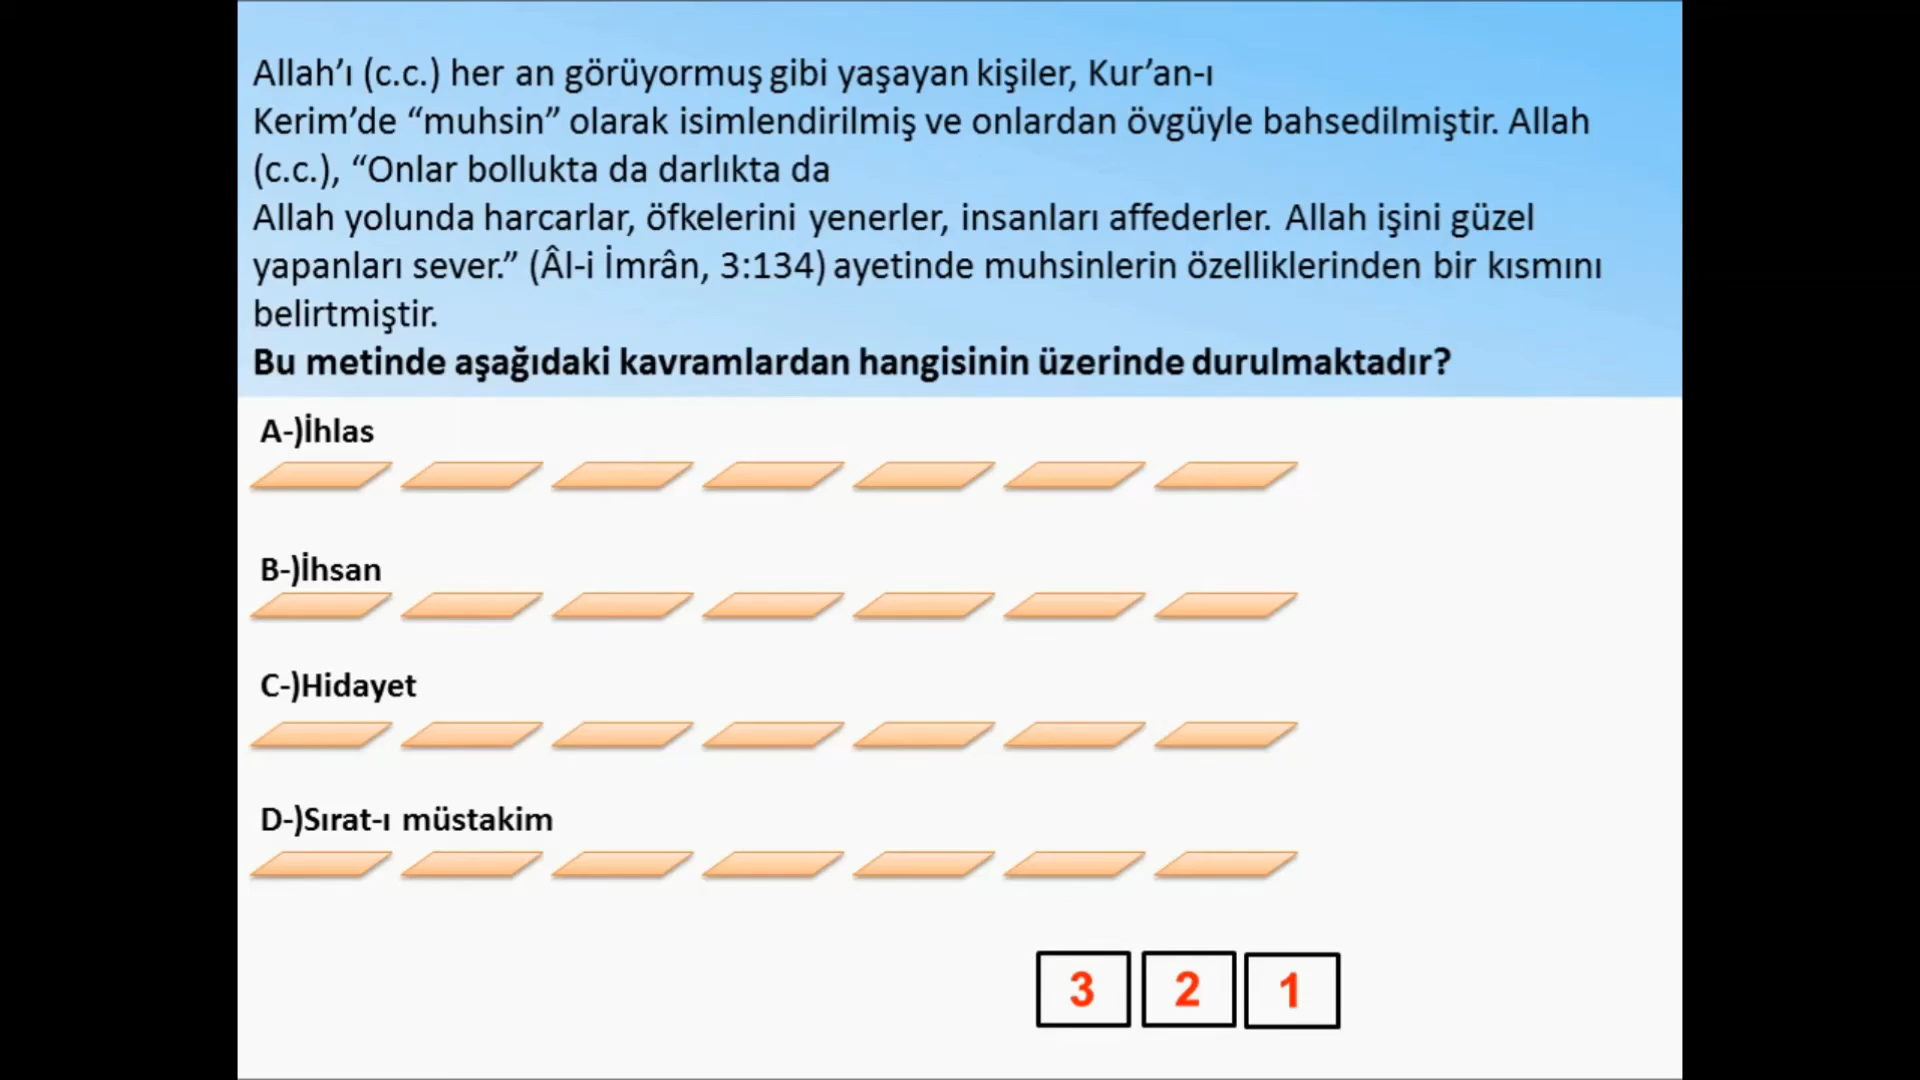 Allah’ı (c.c.) her an görüyormuş gibi yaşayan kişiler, Kur’an-ı
Kerim’de “muhsin” olarak isimlendirilmiş ve onlardan övgüyle bahsedilmiştir. Allah
(c.c.), “Onlar bollukta da darlıkta da
Allah yolunda harcarlar, öfkelerini yenerler, insanları affederler. Allah işini güzel
yapanları sever.” (Âl-i İmrân, 3:134) ayetinde muhsinlerin özelliklerinden bir kısmını
belirtmiştir.
Bu metinde aşağıdaki kavramlardan hangisinin üzerinde durulmaktadır?
A-)İhlas
B-)İhsan
C-)Hidayet
D-)Sırat-ı müstakim
3 2 1